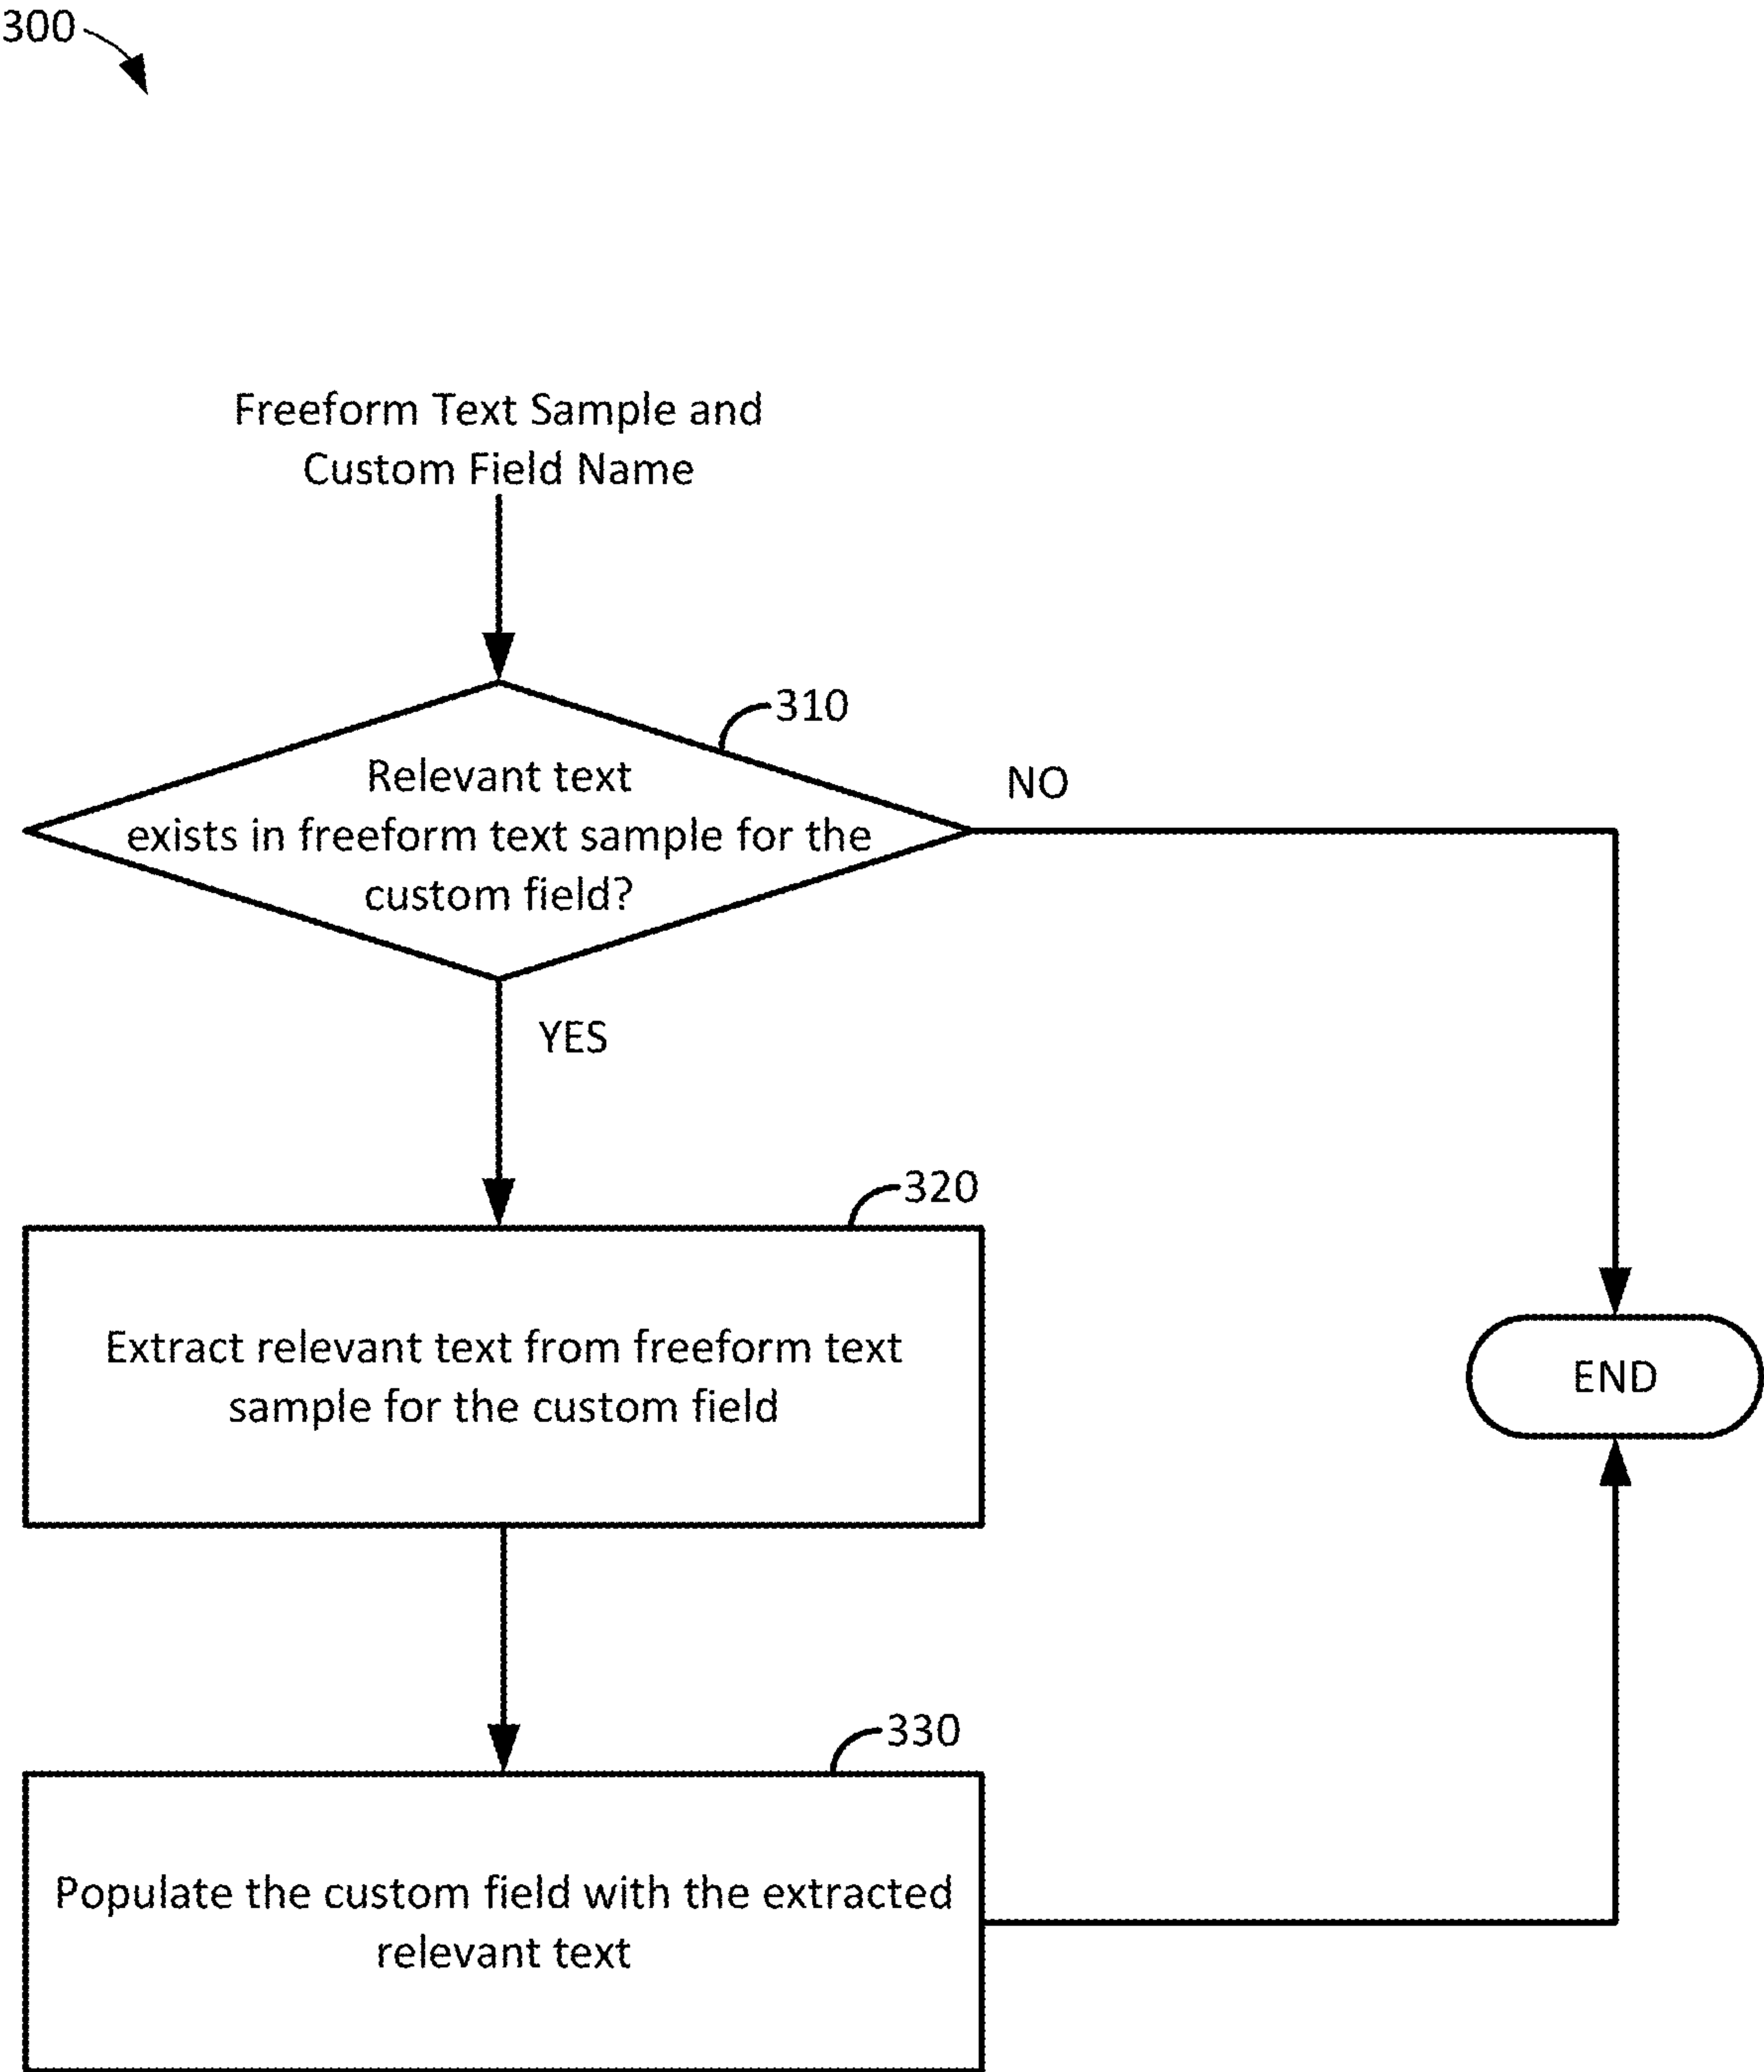 300
Freeform Text Sample and
Custom Field Name
310
Relevant text
exists in freeform text sample for the
custom field?
NO
YES
320
Extract relevant text from freeform text
sample for the custom field
END
330
Populate the custom field with the extracted
relevant text